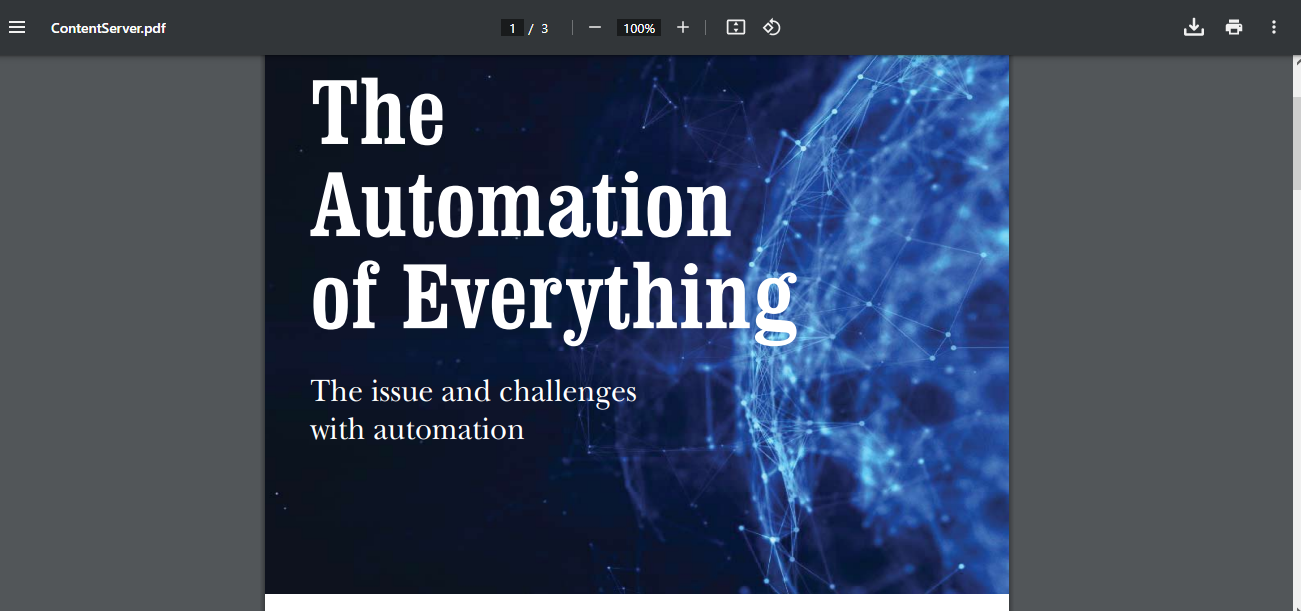 ContentServer.pdf 1 / 3 100%
The
Automation
of Everything
The issue and challenges
with automation